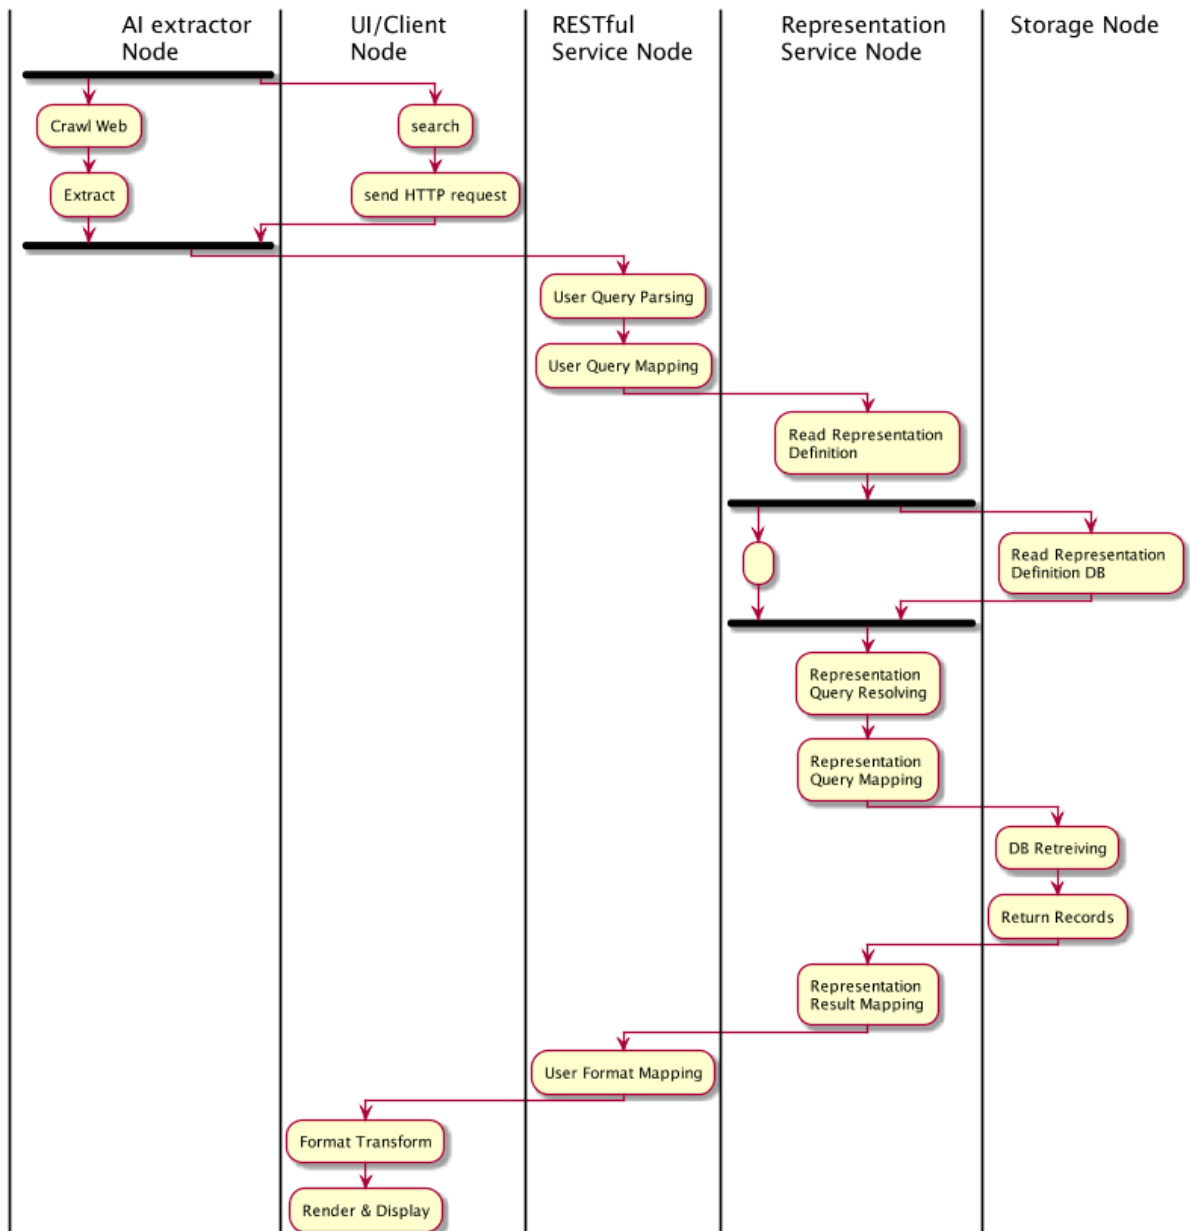 AI extractor
Node
UI/Client
Node
RESTful
Service Node
Representation
Service Node
Storage Node
Crawl Web
search
Extract
send HTTP request
User Query Parsing
User Query Mapping
Read Representation
Definition
Read Representation
Definition DB
Representation
Query Resolving
Representation
Query Mapping
DB Retreiving
Return Records
Representation
Result Mapping
User Format Mapping
Format Transform
Render & Display